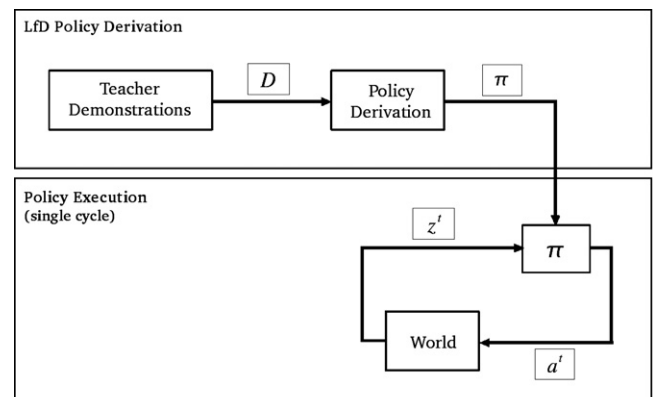 LfD Policy Derivation
Teacher
Demonstrations
D
Policy
Derivation
π
Policy Execution
(single cycle)
z^t
π
World
a^t